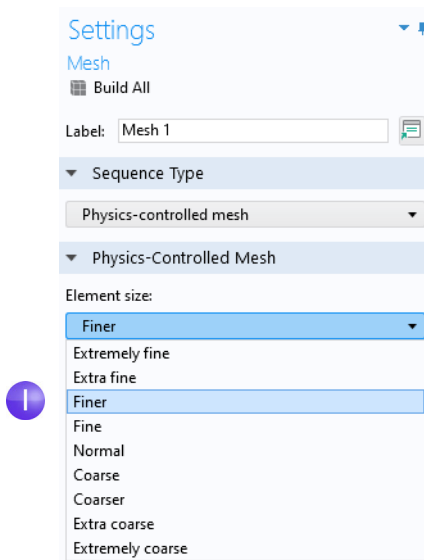 Settings
Mesh
Build All
Label: Mesh 1
Sequence Type
Physics-controlled mesh
Physics-Controlled Mesh
Element size:
Finer
Extremely fine
Extra fine
Finer
Fine
Normal
Coarse
Coarser
Extra coarse
Extremely coarse